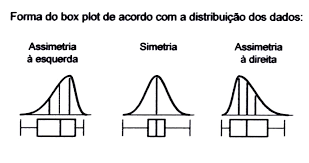 Forma do box plot de acordo com a distribuição dos dados:
Assimetria
à esquerda
Simetria
Assimetria
à direita